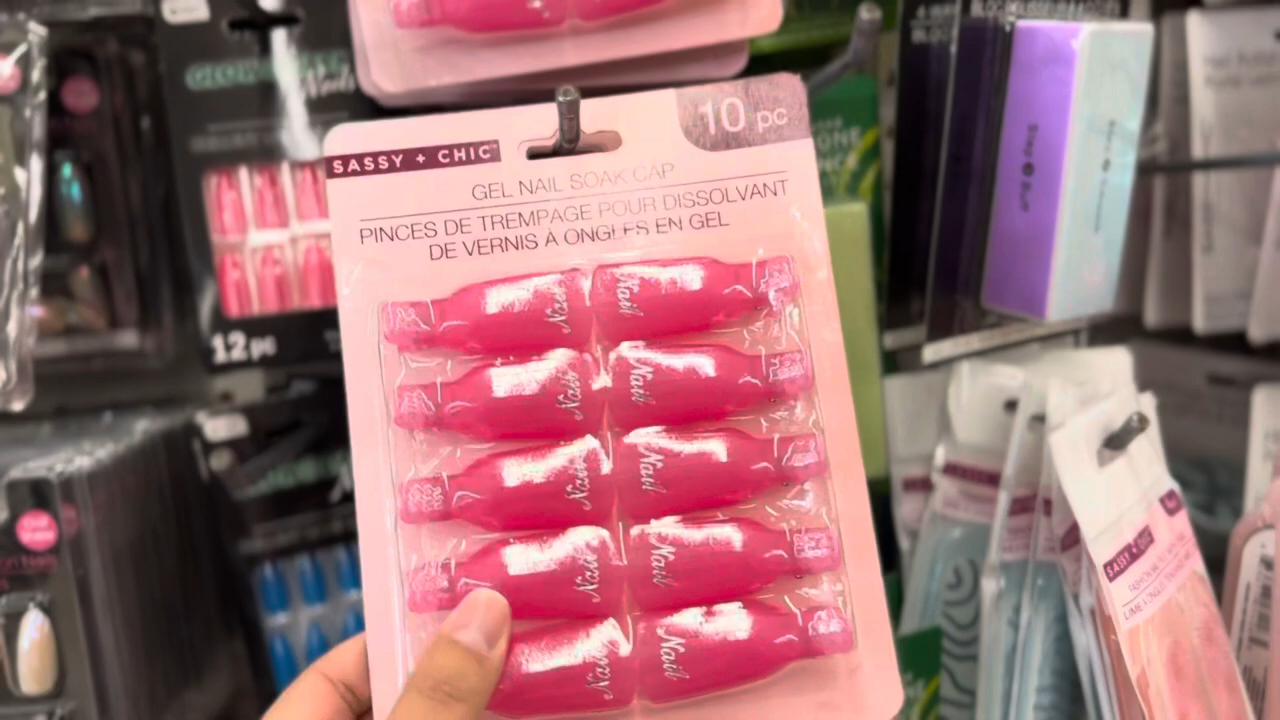 10 pc
SASSY + CHIC
GEL NAIL SOAK CAP
PINCES DE TREMPAGE POUR DISSOLVANT
DE VERNIS À ONGLES EN GEL
Nail Nail
Nail Nail
Nail Nail
Nail Nail
Nail Nail
Nails
12 pc
SASSY + CHIC